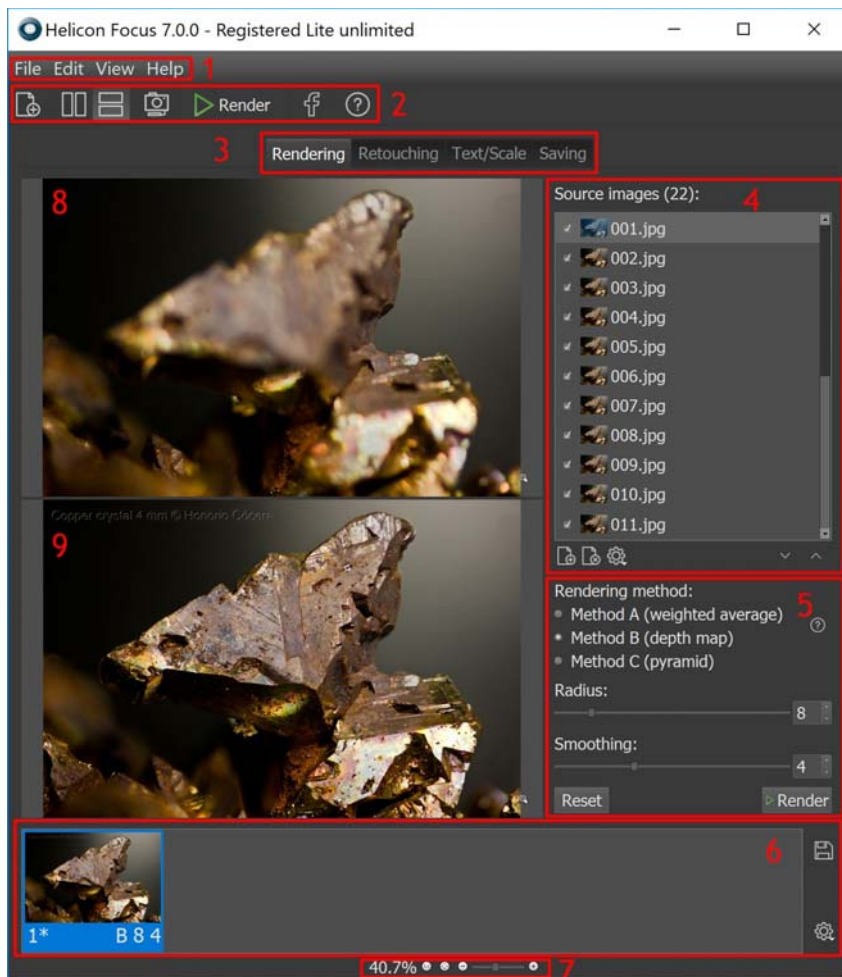 Helicon Focus 7.0.0 - Registered Lite unlimited
File Edit View Help 1
Render 2
3 Rendering Retouching Text/Scale Saving
8
Source images (22): 4
001.jpg
002.jpg
003.jpg
004.jpg
005.jpg
006.jpg
007.jpg
008.jpg
009.jpg
010.jpg
011.jpg
Copper crystal 4 mm © Honorio Cócera
9
Rendering method: 5
Method A (weighted average)
Method B (depth map)
Method C (pyramid)
Radius:
8
Smoothing:
4
Reset Render
6
1* B 8 4
40.7% 7